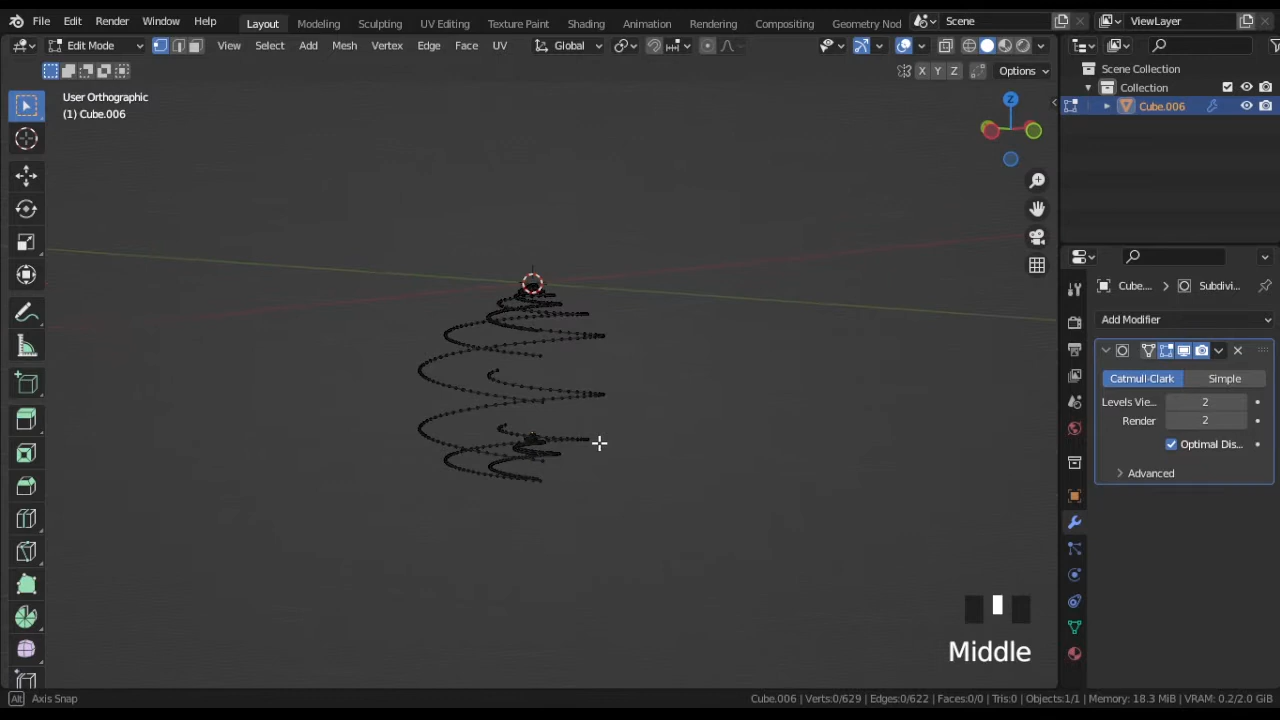 File Edit Render Window Help Layout Modeling Sculpting UV Editing Texture Paint Shading Animation Rendering Compositing Geometry Nod Scene ViewLayer
Edit Mode View Select Add Mesh Vertex Edge Face UV Global
X Y Z Options
Scene Collection
Collection
Cube.006
User Orthographic
(1) Cube.006
Z
Cube... Subdivi...
Add Modifier
Catmull-Clark Simple
Levels Vie... 2
Render 2
Optimal Dis...
Advanced
Middle
Alt Axis Snap Cube.006 | Verts:0/629 | Edges:0/622 | Faces:0/0 | Tris:0 | Objects:1/1 | Memory: 18.3 MiB | VRAM: 0.2/2.0 GiB